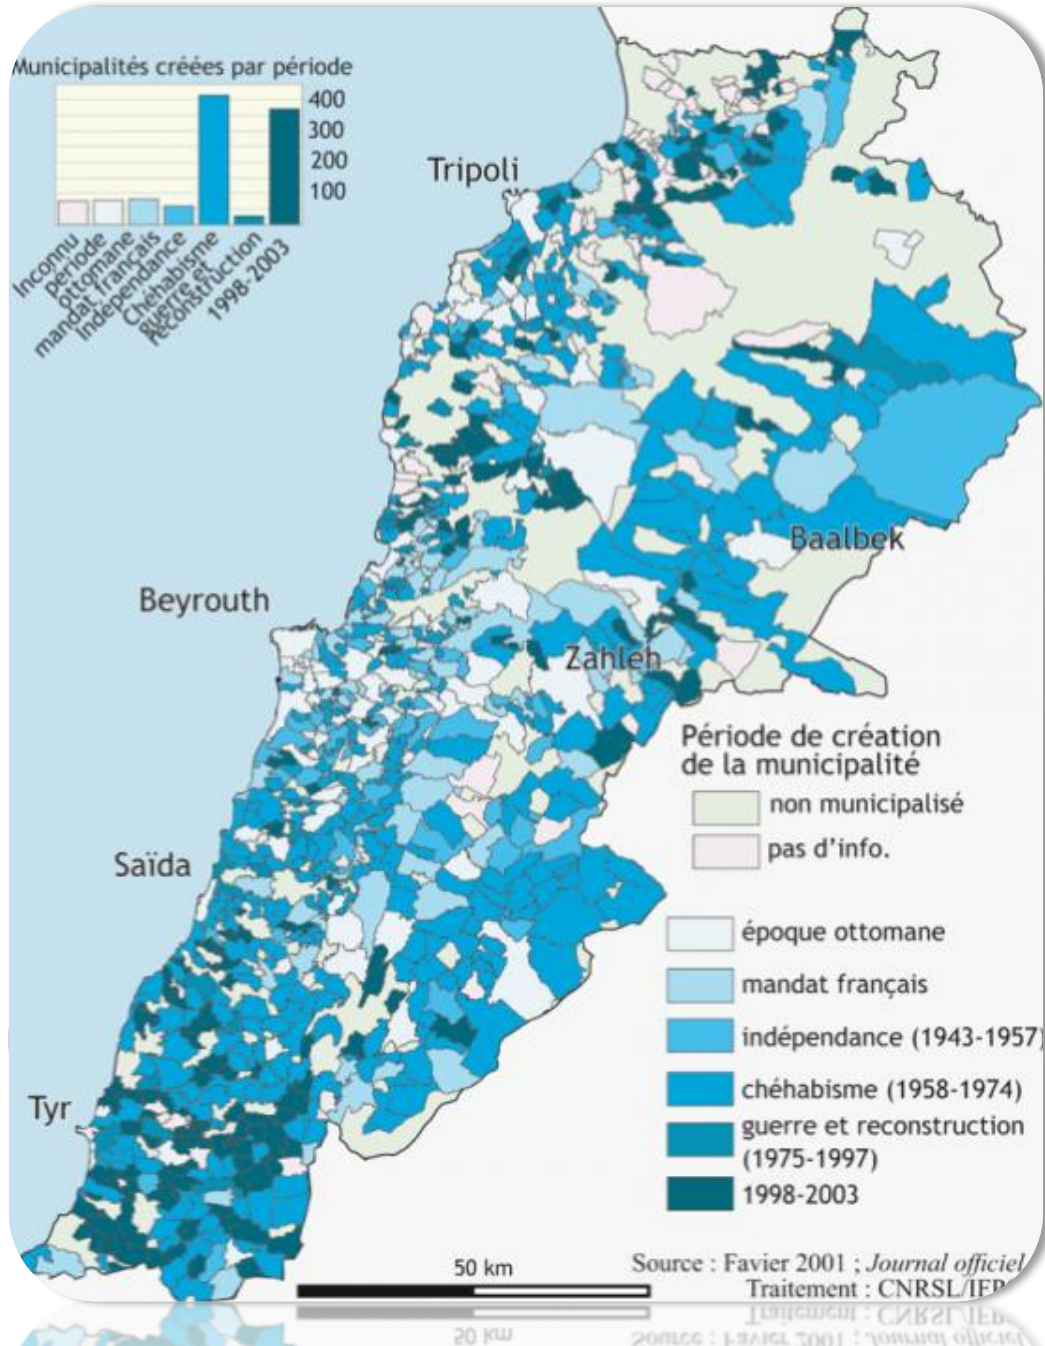 Municipalités créées par période
400
300
200
100
Inconnu
période
ottomane
mandat français
Indépendance
Chéhabisme
guerre et
reconstruction
1998-2003
Tripoli
Baalbek
Beyrouth
Zahleh
Saïda
Tyr
Période de création
de la municipalité
non municipalisé
pas d'info.
époque ottomane
mandat français
indépendance (1943-1957)
chéhabisme (1958-1974)
guerre et reconstruction
(1975-1997)
1998-2003
50 km
Source : Favier 2001 ; Journal officiel
Traitement : CNRSL/IFPO